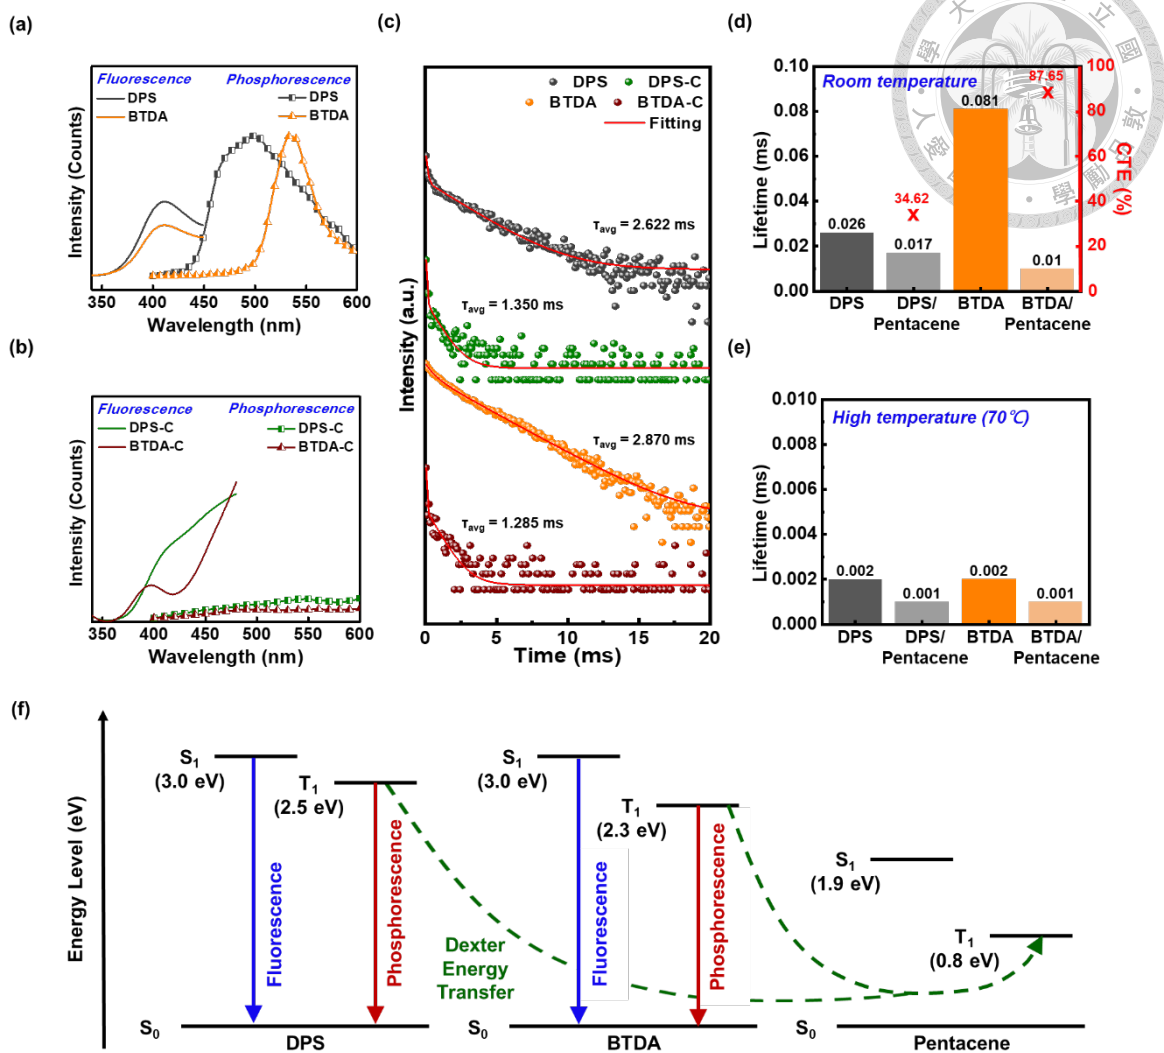 (a)
Fluorescence Phosphorescence
DPS DPS
BTDA BTDA
Intensity (Counts)
350 400 450 500 550 600
Wavelength (nm)
(b)
Fluorescence Phosphorescence
DPS-C DPS-C
BTDA-C BTDA-C
Intensity (Counts)
350 400 450 500 550 600
Wavelength (nm)
(c)
DPS DPS-C
BTDA BTDA-C
Fitting
τavg = 2.622 ms
τavg = 1.350 ms
τavg = 2.870 ms
τavg = 1.285 ms
Intensity (a.u.)
0 5 10 15 20
Time (ms)
(d)
Room temperature
0.10
0.08
0.06
0.04
0.02
0.00
Lifetime (ms)
0.026
0.017
0.081
0.01
34.62
87.65
X
X
100
80
60
40
20
0
CTE (%)
DPS DPS/ BTDA BTDA/
Pentacene Pentacene
大 立 國
學 人
學 勵
(e)
High temperature (70℃)
0.010
0.008
0.006
0.004
0.002
0.000
Lifetime (ms)
0.002
0.001
0.002
0.001
DPS DPS/ BTDA BTDA/
Pentacene Pentacene
(f)
Energy Level (eV)
S1
(3.0 eV)
T1
(2.5 eV)
Fluorescence
Phosphorescence
S0
DPS
Dexter
Energy
Transfer
S1
(3.0 eV)
T1
(2.3 eV)
Fluorescence
Phosphorescence
S0
BTDA
S1
(1.9 eV)
T1
(0.8 eV)
S0
Pentacene